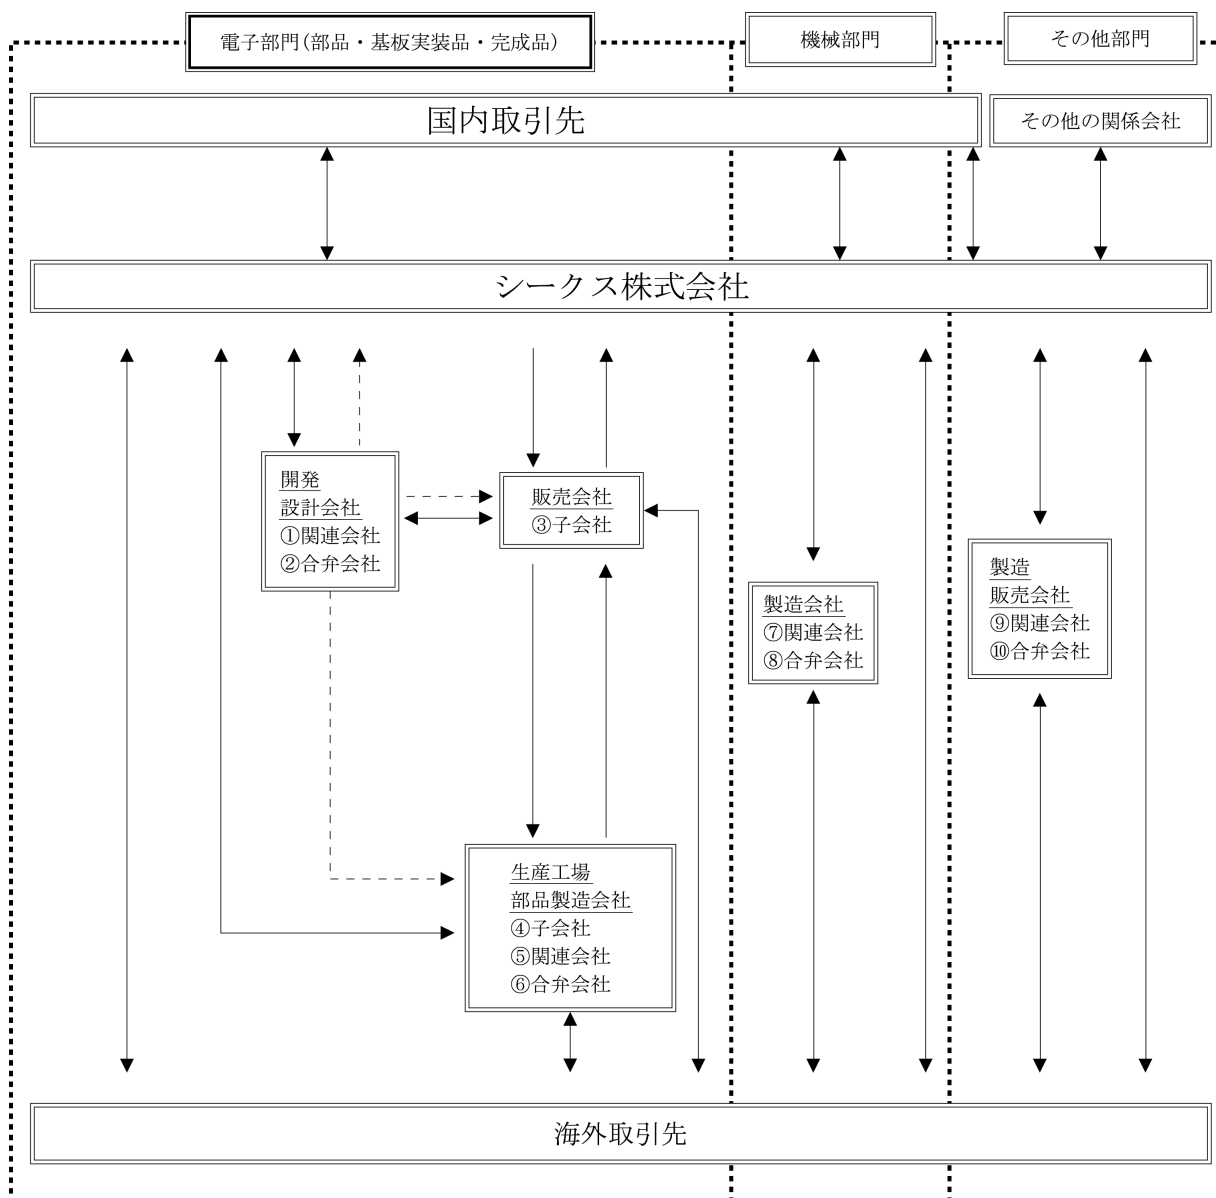 電子部門(部品・基板実装品・完成品)
機械部門
その他部門
国内取引先
その他の関係会社
シークス株式会社
開発
設計会社
①関連会社
②合弁会社
販売会社
③子会社
製造会社
⑦関連会社
⑧合弁会社
製造
販売会社
⑨関連会社
⑩合弁会社
生産工場
部品製造会社
④子会社
⑤関連会社
⑥合弁会社
海外取引先